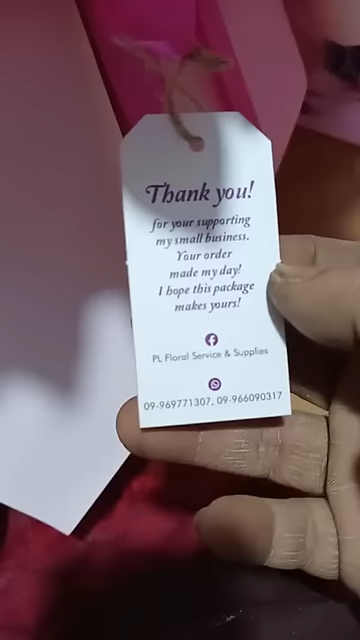 Thank you!
for your supporting
my small business.
Your order
made my day!
I hope this package
makes yours!
PL Floral Service & Supplies
09-969771307, 09-966090317